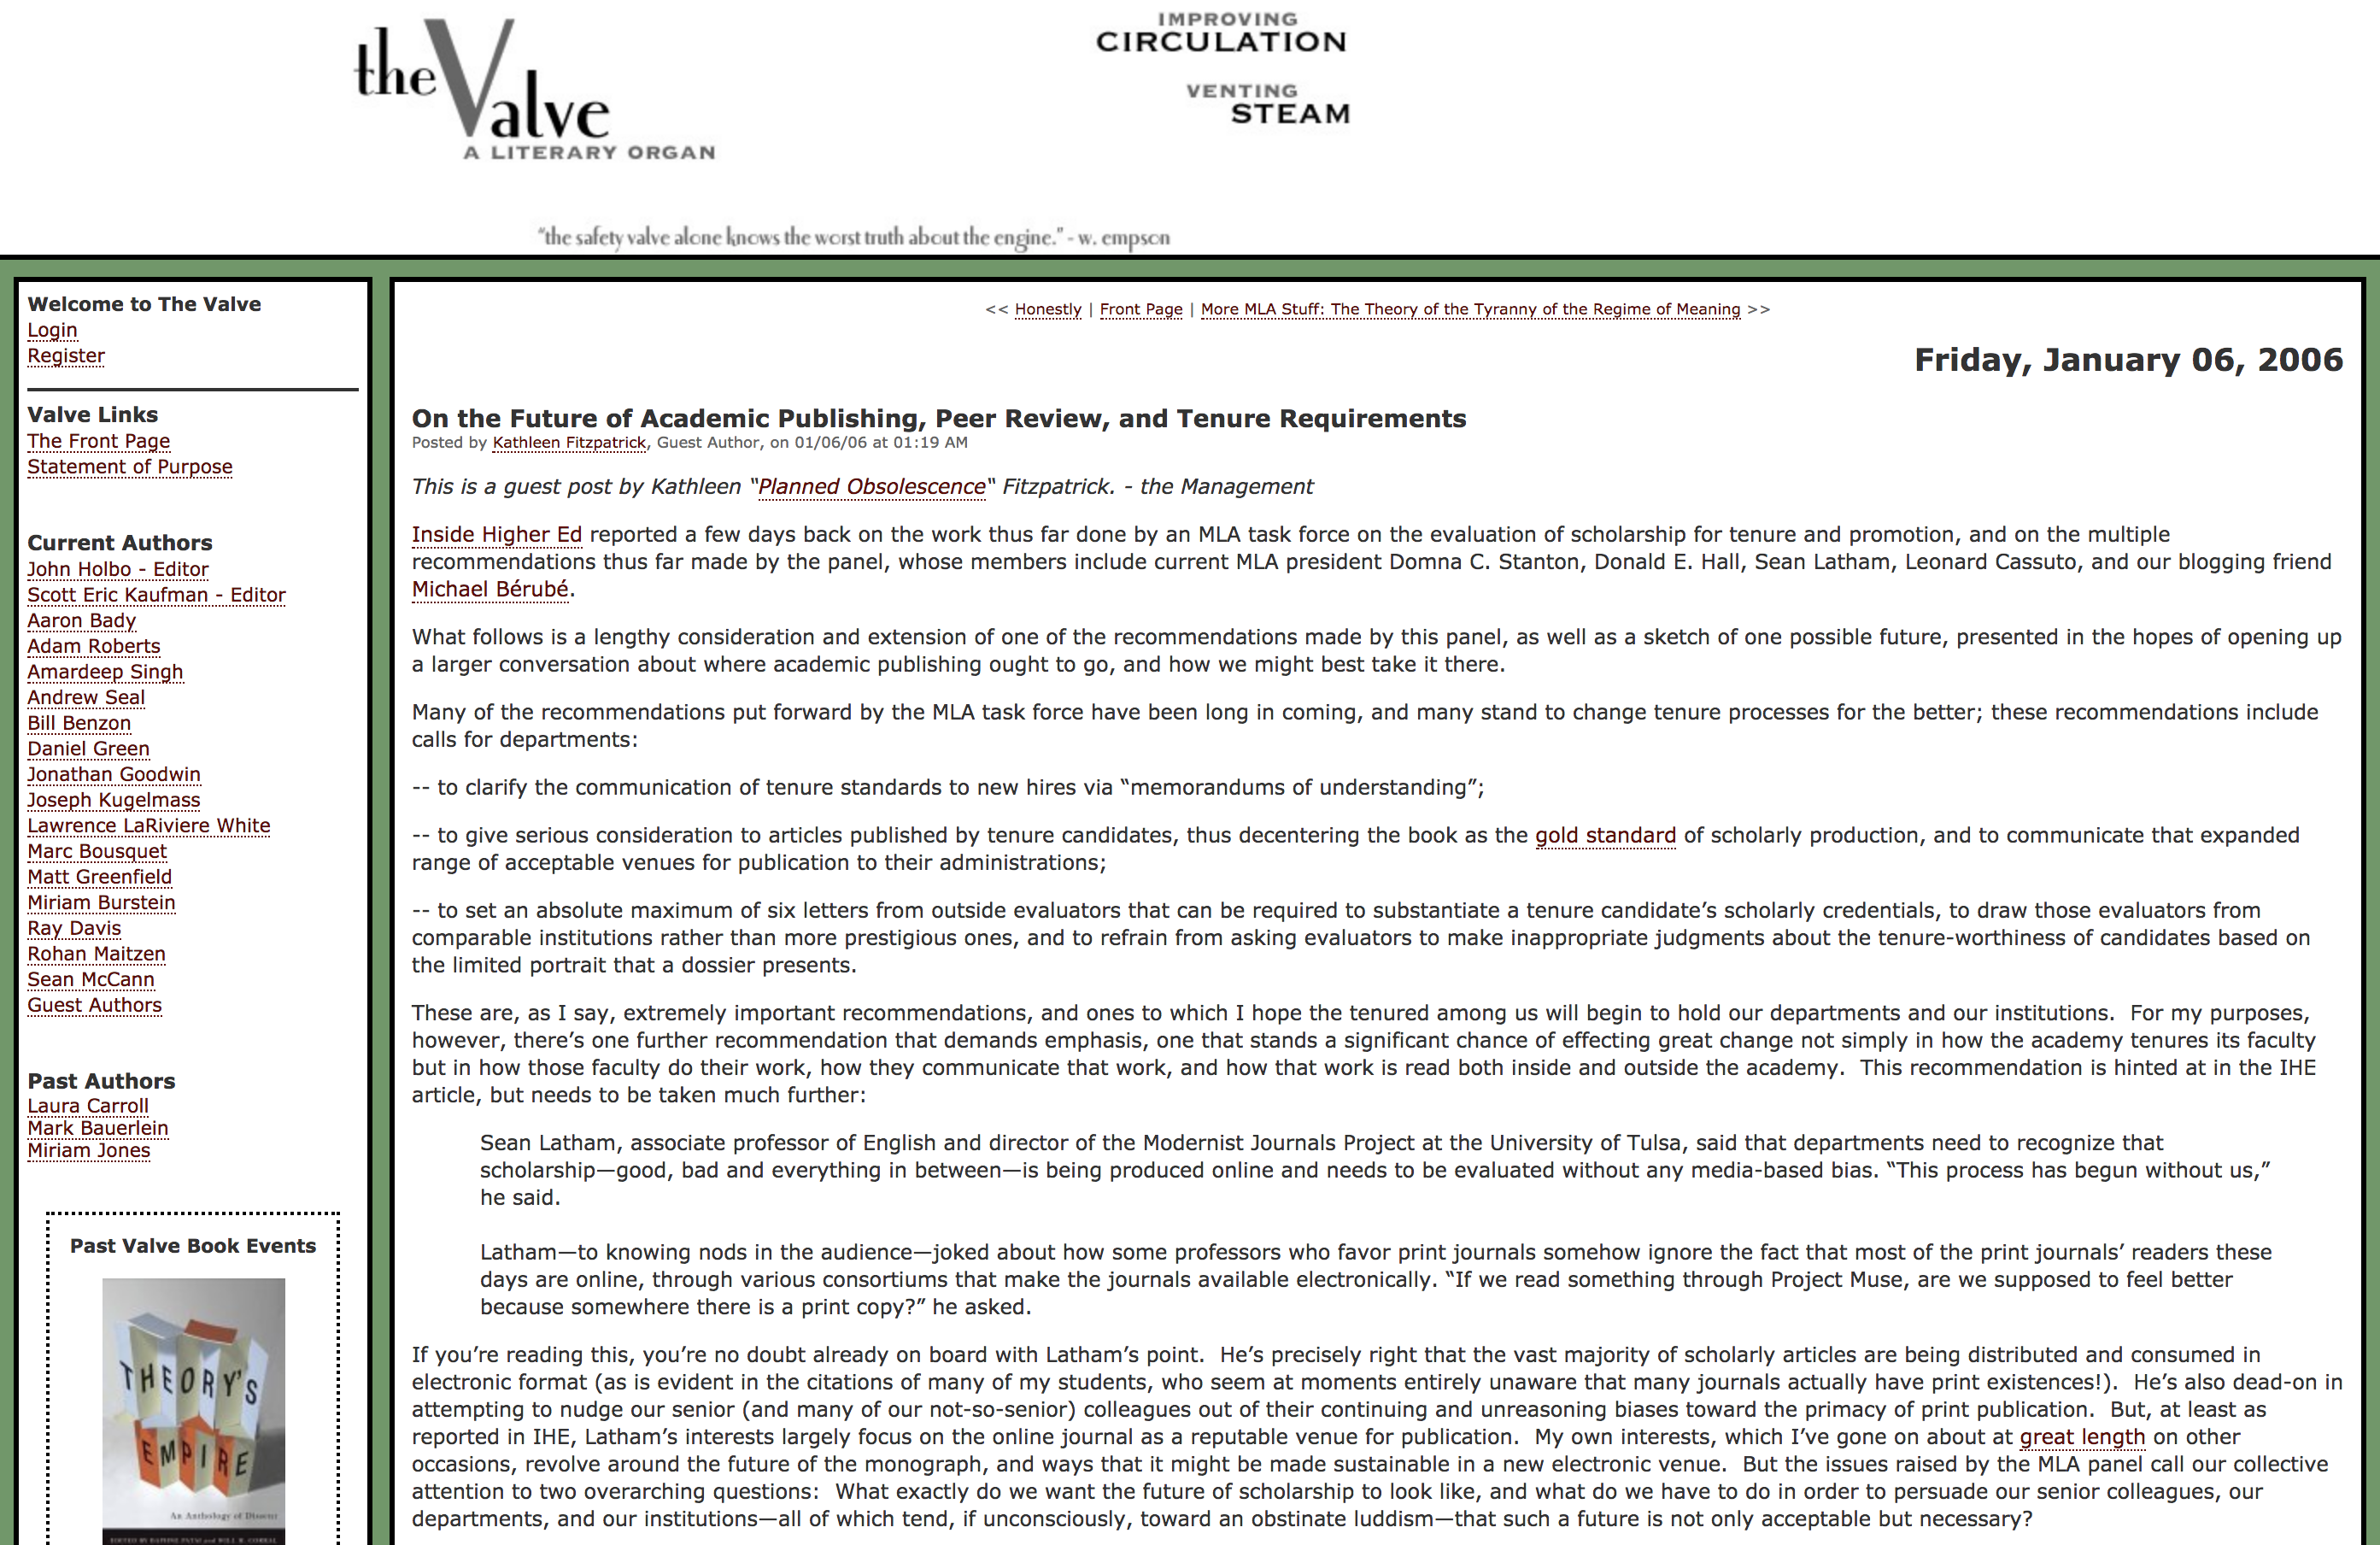 the Valve
A LITERARY ORGAN
IMPROVING
CIRCULATION
VENTING
STEAM
"the safety valve alone knows the worst truth about the engine." - w. empson
Welcome to The Valve
Login
Register
Valve Links
The Front Page
Statement of Purpose
Current Authors
John Holbo - Editor
Scott Eric Kaufman - Editor
Aaron Bady
Adam Roberts
Amardeep Singh
Andrew Seal
Bill Benzon
Daniel Green
Jonathan Goodwin
Joseph Kugelmass
Lawrence LaRiviere White
Marc Bousquet
Matt Greenfield
Miriam Burstein
Ray Davis
Rohan Maitzen
Sean McCann
Guest Authors
Past Authors
Laura Carroll
Mark Bauerlein
Miriam Jones
Past Valve Book Events
THEORY'S
EMPIRE
An Anthology of Dissent
<< Honestly | Front Page | More MLA Stuff: The Theory of the Tyranny of the Regime of Meaning >>
Friday, January 06, 2006
On the Future of Academic Publishing, Peer Review, and Tenure Requirements
Posted by Kathleen Fitzpatrick, Guest Author, on 01/06/06 at 01:19 AM
This is a guest post by Kathleen “Planned Obsolescence“ Fitzpatrick. - the Management
Inside Higher Ed reported a few days back on the work thus far done by an MLA task force on the evaluation of scholarship for tenure and promotion, and on the multiple
recommendations thus far made by the panel, whose members include current MLA president Domna C. Stanton, Donald E. Hall, Sean Latham, Leonard Cassuto, and our blogging friend
Michael Bérubé.
What follows is a lengthy consideration and extension of one of the recommendations made by this panel, as well as a sketch of one possible future, presented in the hopes of opening up
a larger conversation about where academic publishing ought to go, and how we might best take it there.
Many of the recommendations put forward by the MLA task force have been long in coming, and many stand to change tenure processes for the better; these recommendations include
calls for departments:
-- to clarify the communication of tenure standards to new hires via “memorandums of understanding”;
-- to give serious consideration to articles published by tenure candidates, thus decentering the book as the gold standard of scholarly production, and to communicate that expanded
range of acceptable venues for publication to their administrations;
-- to set an absolute maximum of six letters from outside evaluators that can be required to substantiate a tenure candidate’s scholarly credentials, to draw those evaluators from
comparable institutions rather than more prestigious ones, and to refrain from asking evaluators to make inappropriate judgments about the tenure-worthiness of candidates based on
the limited portrait that a dossier presents.
These are, as I say, extremely important recommendations, and ones to which I hope the tenured among us will begin to hold our departments and our institutions. For my purposes,
however, there’s one further recommendation that demands emphasis, one that stands a significant chance of effecting great change not simply in how the academy tenures its faculty
but in how those faculty do their work, how they communicate that work, and how that work is read both inside and outside the academy. This recommendation is hinted at in the IHE
article, but needs to be taken much further:
Sean Latham, associate professor of English and director of the Modernist Journals Project at the University of Tulsa, said that departments need to recognize that
scholarship—good, bad and everything in between—is being produced online and needs to be evaluated without any media-based bias. “This process has begun without us,”
he said.
Latham—to knowing nods in the audience—joked about how some professors who favor print journals somehow ignore the fact that most of the print journals’ readers these
days are online, through various consortiums that make the journals available electronically. “If we read something through Project Muse, are we supposed to feel better
because somewhere there is a print copy?” he asked.
If you’re reading this, you’re no doubt already on board with Latham’s point. He’s precisely right that the vast majority of scholarly articles are being distributed and consumed in
electronic format (as is evident in the citations of many of my students, who seem at moments entirely unaware that many journals actually have print existences!). He’s also dead-on in
attempting to nudge our senior (and many of our not-so-senior) colleagues out of their continuing and unreasoning biases toward the primacy of print publication. But, at least as
reported in IHE, Latham’s interests largely focus on the online journal as a reputable venue for publication. My own interests, which I’ve gone on about at great length on other
occasions, revolve around the future of the monograph, and ways that it might be made sustainable in a new electronic venue. But the issues raised by the MLA panel call our collective
attention to two overarching questions: What exactly do we want the future of scholarship to look like, and what do we have to do in order to persuade our senior colleagues, our
departments, and our institutions—all of which tend, if unconsciously, toward an obstinate luddism—that such a future is not only acceptable but necessary?